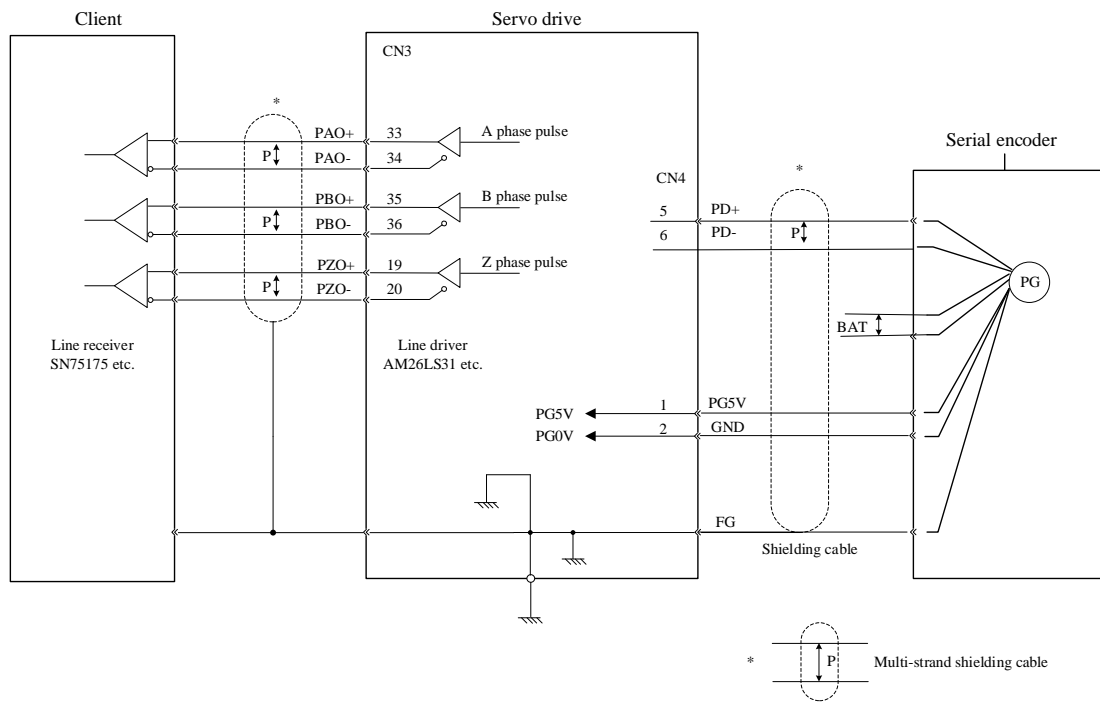 Client
Servo drive
CN3
*
PAO+
33
A phase pulse
P
PAO-
34
Serial encoder
*
CN4
PBO+
35
B phase pulse
P
PBO-
36
5
PD+
6
PD-
P
PZO+
19
Z phase pulse
P
PZO-
20
PG
BAT
Line receiver
SN75175 etc.
Line driver
AM26LS31 etc.
PG5V
1
PG5V
PG0V
2
GND
FG
Shielding cable
*
P
Multi-strand shielding cable